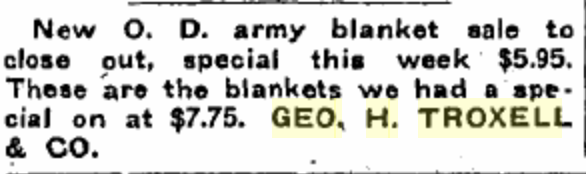 New O. D. army blanket sale to
close out, special this week $5.95.
These are the blankets we had a spe-
cial on at $7.75. GEO. H. TROXELL
& CO.